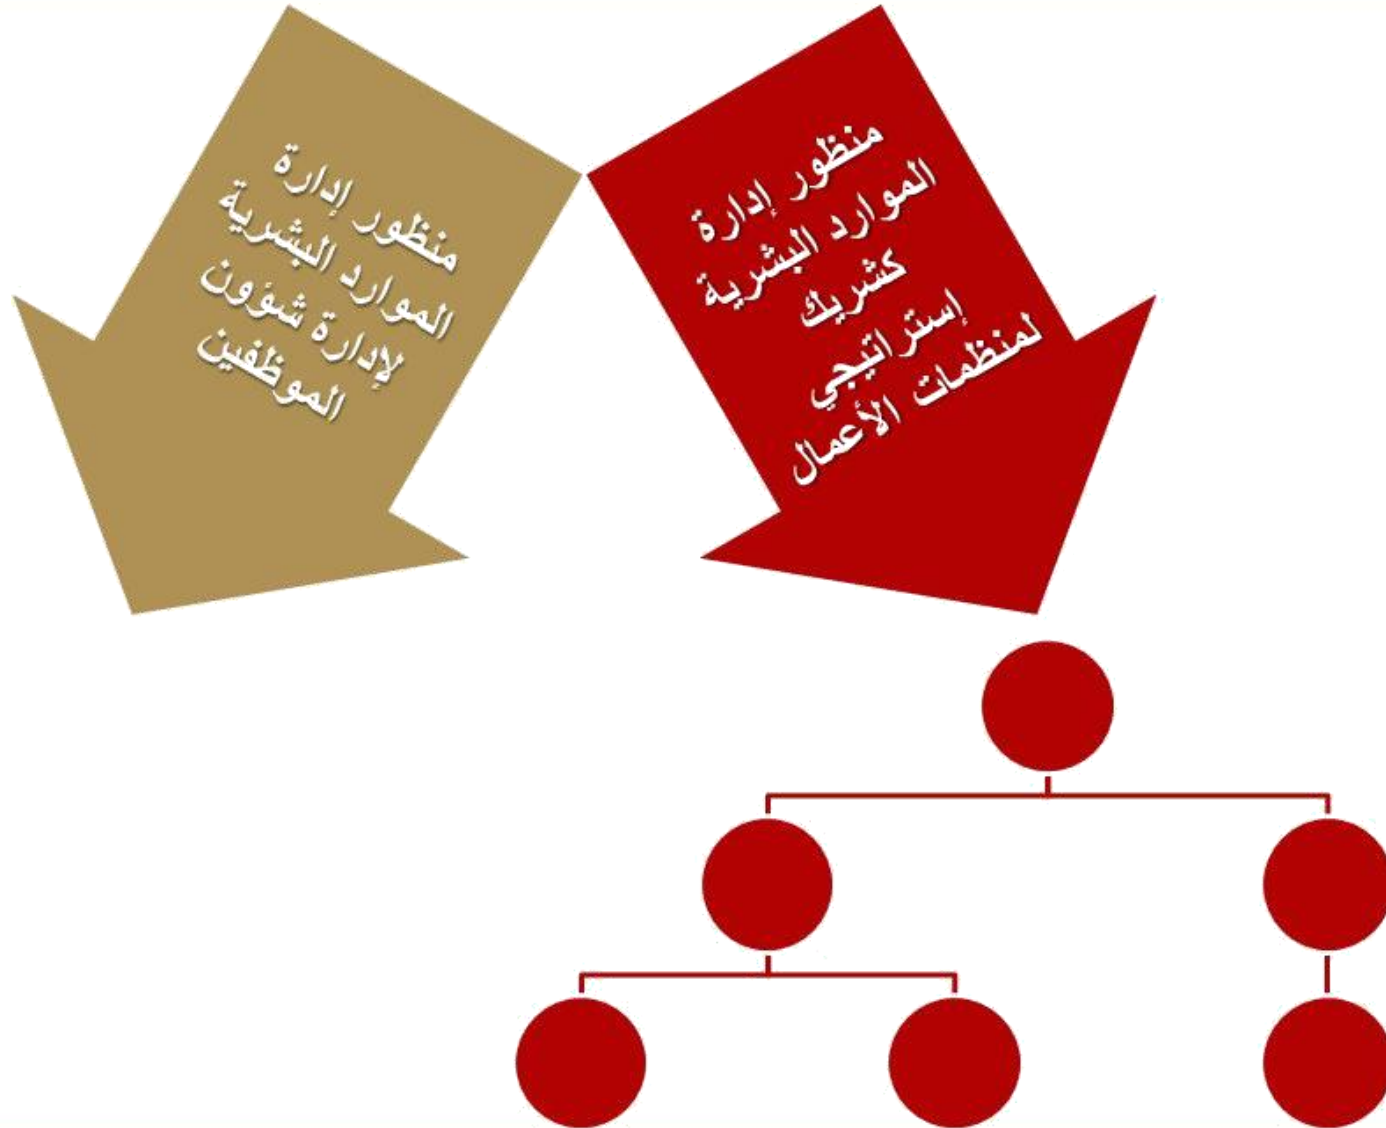 منظور إدارة
الموارد البشرية
كشريك
إستراتيجي
لمنظمات الأعمال
منظور إدارة
الموارد البشرية
لإدارة شؤون
الموظفين